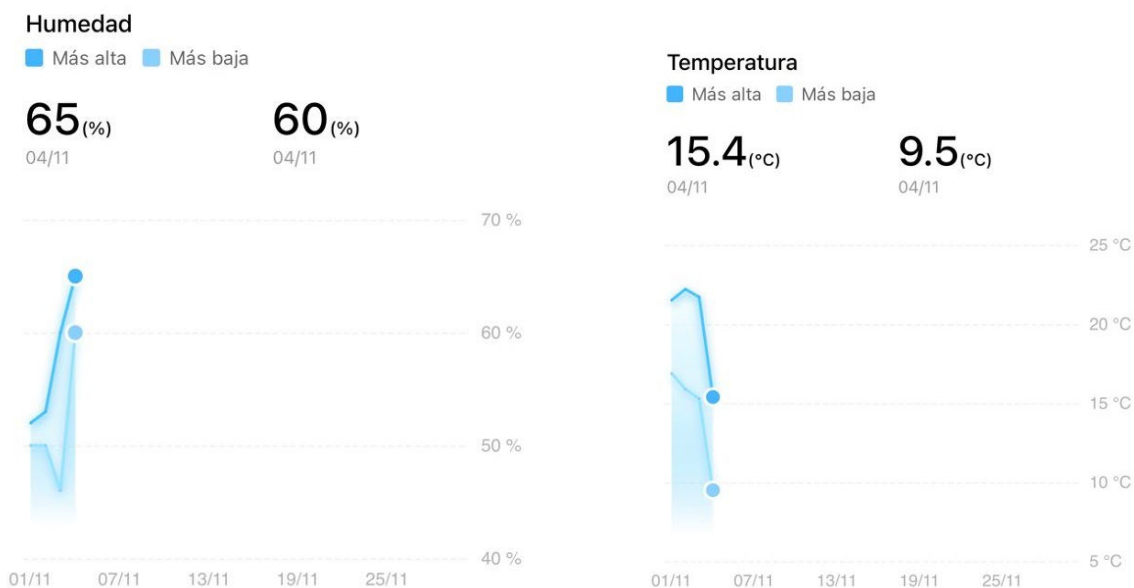 Humedad
Más alta Más baja
65(%) 60(%)
04/11 04/11
70 %
60 %
50 %
40 %
01/11 07/11 13/11 19/11 25/11
Temperatura
Más alta Más baja
15.4(°C) 9.5(°C)
04/11 04/11
25 °C
20 °C
15 °C
10 °C
5 °C
01/11 07/11 13/11 19/11 25/11